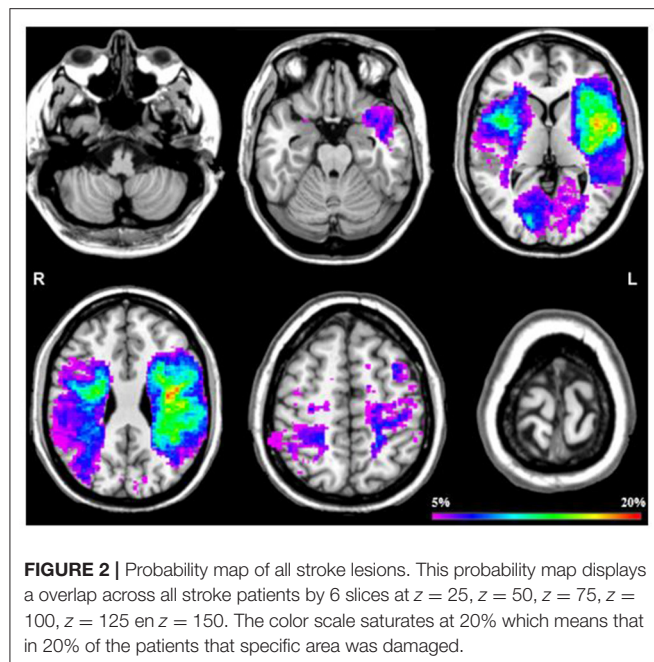 R
L
5%
20%
FIGURE 2 | Probability map of all stroke lesions. This probability map displays
a overlap across all stroke patients by 6 slices at z = 25, z = 50, z = 75, z =
100, z = 125 en z = 150. The color scale saturates at 20% which means that
in 20% of the patients that specific area was damaged.